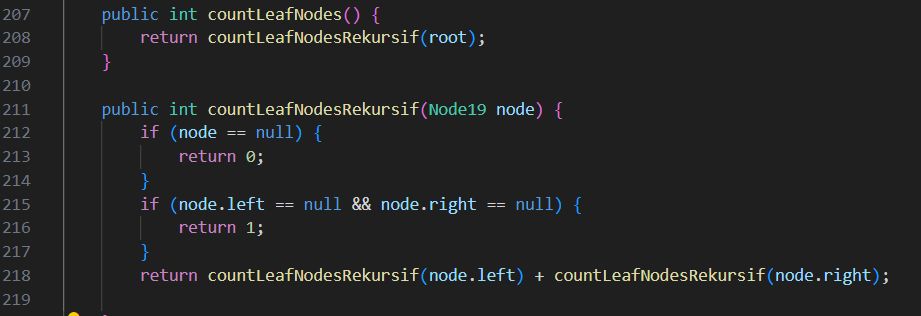 207 public int countLeafNodes() {
208 return countLeafNodesRekursif(root);
209 }
210
211 public int countLeafNodesRekursif(Node19 node) {
212 if (node == null) {
213 return 0;
214 }
215 if (node.left == null && node.right == null) {
216 return 1;
217 }
218 return countLeafNodesRekursif(node.left) + countLeafNodesRekursif(node.right);
219